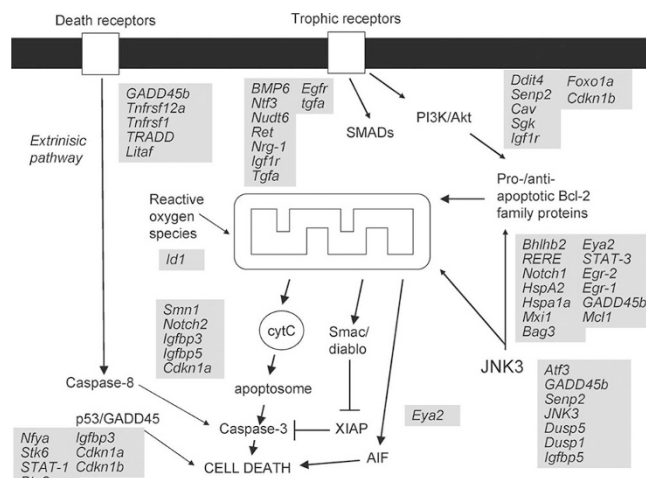 Death receptors
Trophic receptors
GADD45b
Tnfrsf12a
Tnfrsf1
TRADD
Litaf
Extrinisic
pathway
BMP6 Egfr
Ntf3 tgfa
Nudt6
Ret
Nrg-1
Igf1r
Tgfa
SMADs
PI3K/Akt
Ddit4 Foxo1a
Senp2 Cdkn1b
Cav
Sgk
Igf1r
Pro-/anti-
apoptotic Bcl-2
family proteins
Reactive
oxygen
species
Id1
Bhlhb2 Eya2
RERE STAT-3
Notch1 Egr-2
HspA2 Egr-1
Hspa1a GADD45b
Mxi1 Mcl1
Bag3
Smn1
Notch2
Igfbp3
Igfbp5
Cdkn1a
cytC
Smac/
diablo
JNK3
Atf3
GADD45b
Senp2
JNK3
Dusp5
Dusp1
Igfbp5
Caspase-8
apoptosome
Eya2
p53/GADD45
Caspase-3
XIAP
Nfya Igfbp3
Stk6 Cdkn1a
STAT-1 Cdkn1b
CELL DEATH
AIF